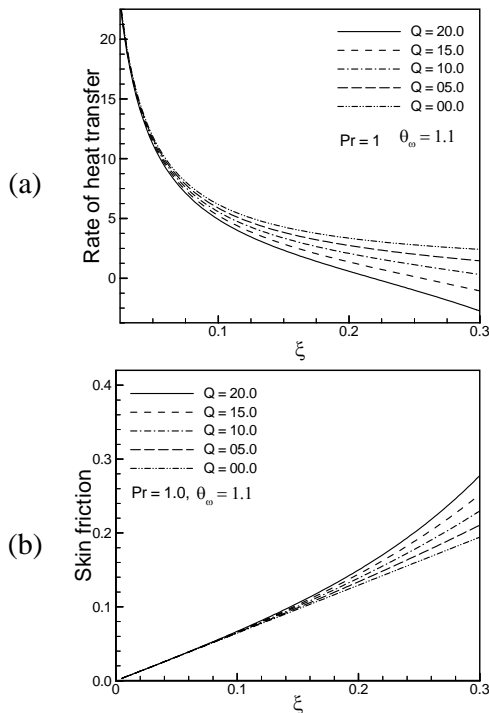 (a)
Rate of heat transfer
20
15
10
5
0
0.1
0.2
0.3
ξ
Q = 20.0
Q = 15.0
Q = 10.0
Q = 05.0
Q = 00.0
Pr = 1 θω = 1.1
(b)
Skin friction
0.4
0.3
0.2
0.1
0.0
0
0.1
0.2
0.3
ξ
Q = 20.0
Q = 15.0
Q = 10.0
Q = 05.0
Q = 00.0
Pr = 1.0, θω = 1.1